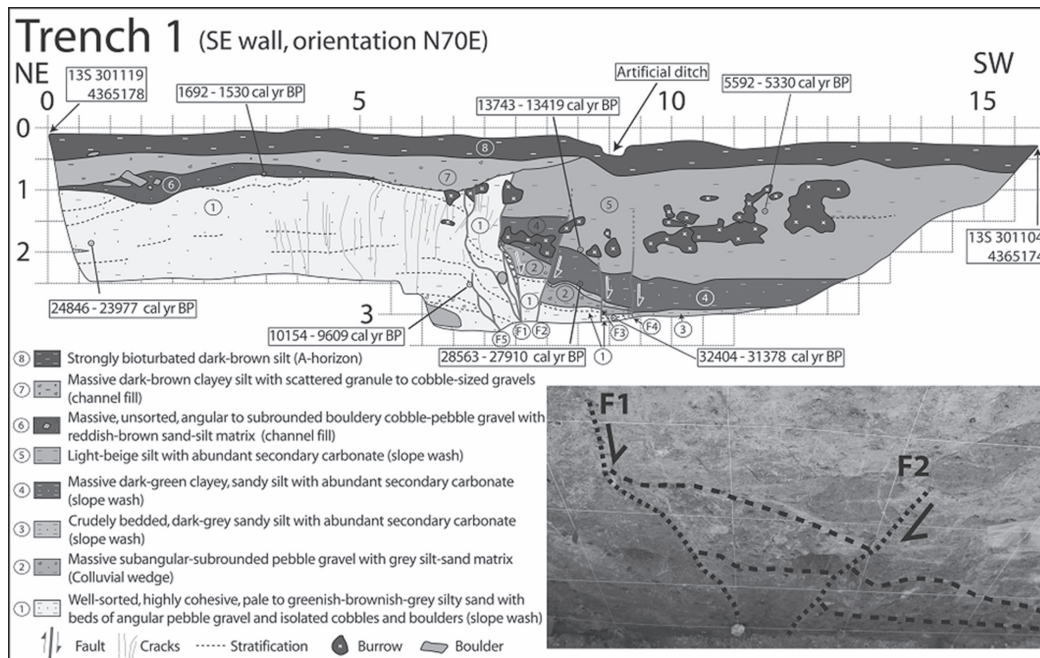 Trench 1 (SE wall, orientation N70E)
NE
SW
13S 301119
4365178
1692 - 1530 cal yr BP
13743 - 13419 cal yr BP
Artificial ditch
5592 - 5330 cal yr BP
0 5 10 15
0
1
2
3
8
7
6
1
1
5
4
2
2
1
4
3
1
13S 301104
4365174
24846 - 23977 cal yr BP
10154 - 9609 cal yr BP
28563 - 27910 cal yr BP
32404 - 31378 cal yr BP
F5 F1 F2 F3 F4
8 Strongly bioturbated dark-brown silt (A-horizon)
7 Massive dark-brown clayey silt with scattered granule to cobble-sized gravels
(channel fill)
6 Massive, unsorted, angular to subrounded bouldery cobble-pebble gravel with
reddish-brown sand-silt matrix (channel fill)
5 Light-beige silt with abundant secondary carbonate (slope wash)
4 Massive dark-green clayey, sandy silt with abundant secondary carbonate
(slope wash)
3 Crudely bedded, dark-grey sandy silt with abundant secondary carbonate
(slope wash)
2 Massive subangular-subrounded pebble gravel with grey silt-sand matrix
(Colluvial wedge)
1 Well-sorted, highly cohesive, pale to greenish-brownish-grey silty sand with
beds of angular pebble gravel and isolated cobbles and boulders (slope wash)
Fault Cracks Stratification Burrow Boulder
F1
F2